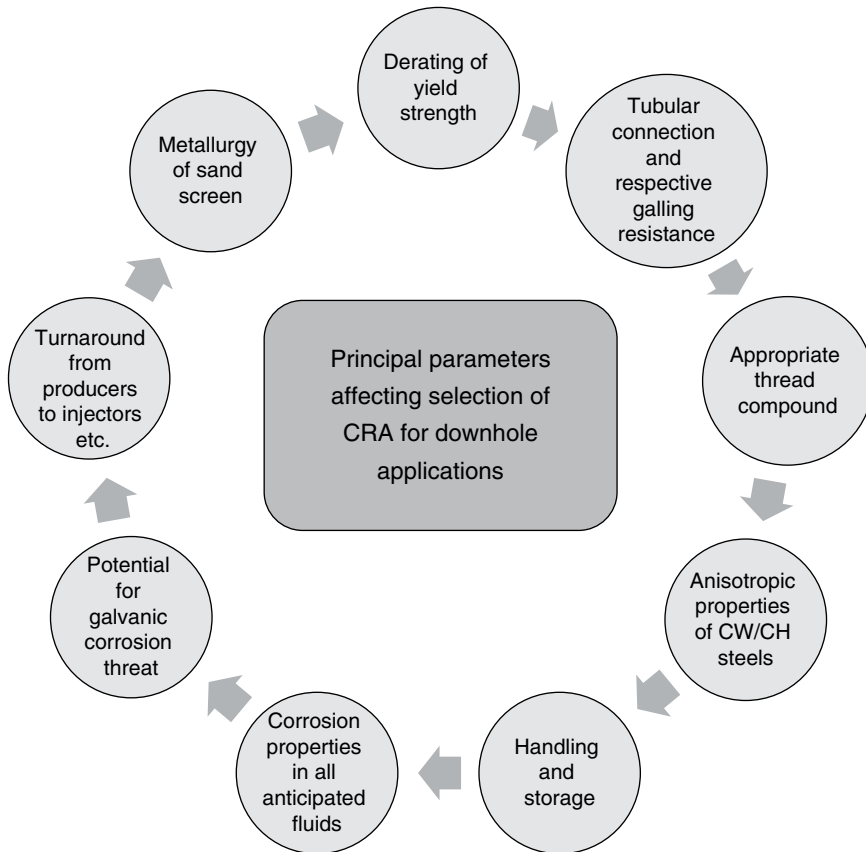 Derating of
yield
strength
Tubular
connection
and
respective
galling
resistance
Appropriate
thread
compound
Anisotropic
properties
of CW/CH
steels
Handling
and
storage
Corrosion
properties
in all
anticipated
fluids
Potential
for
galvanic
corrosion
threat
Turnaround
from
producers
to injectors
etc.
Metallurgy
of sand
screen
Principal parameters
affecting selection of
CRA for downhole
applications